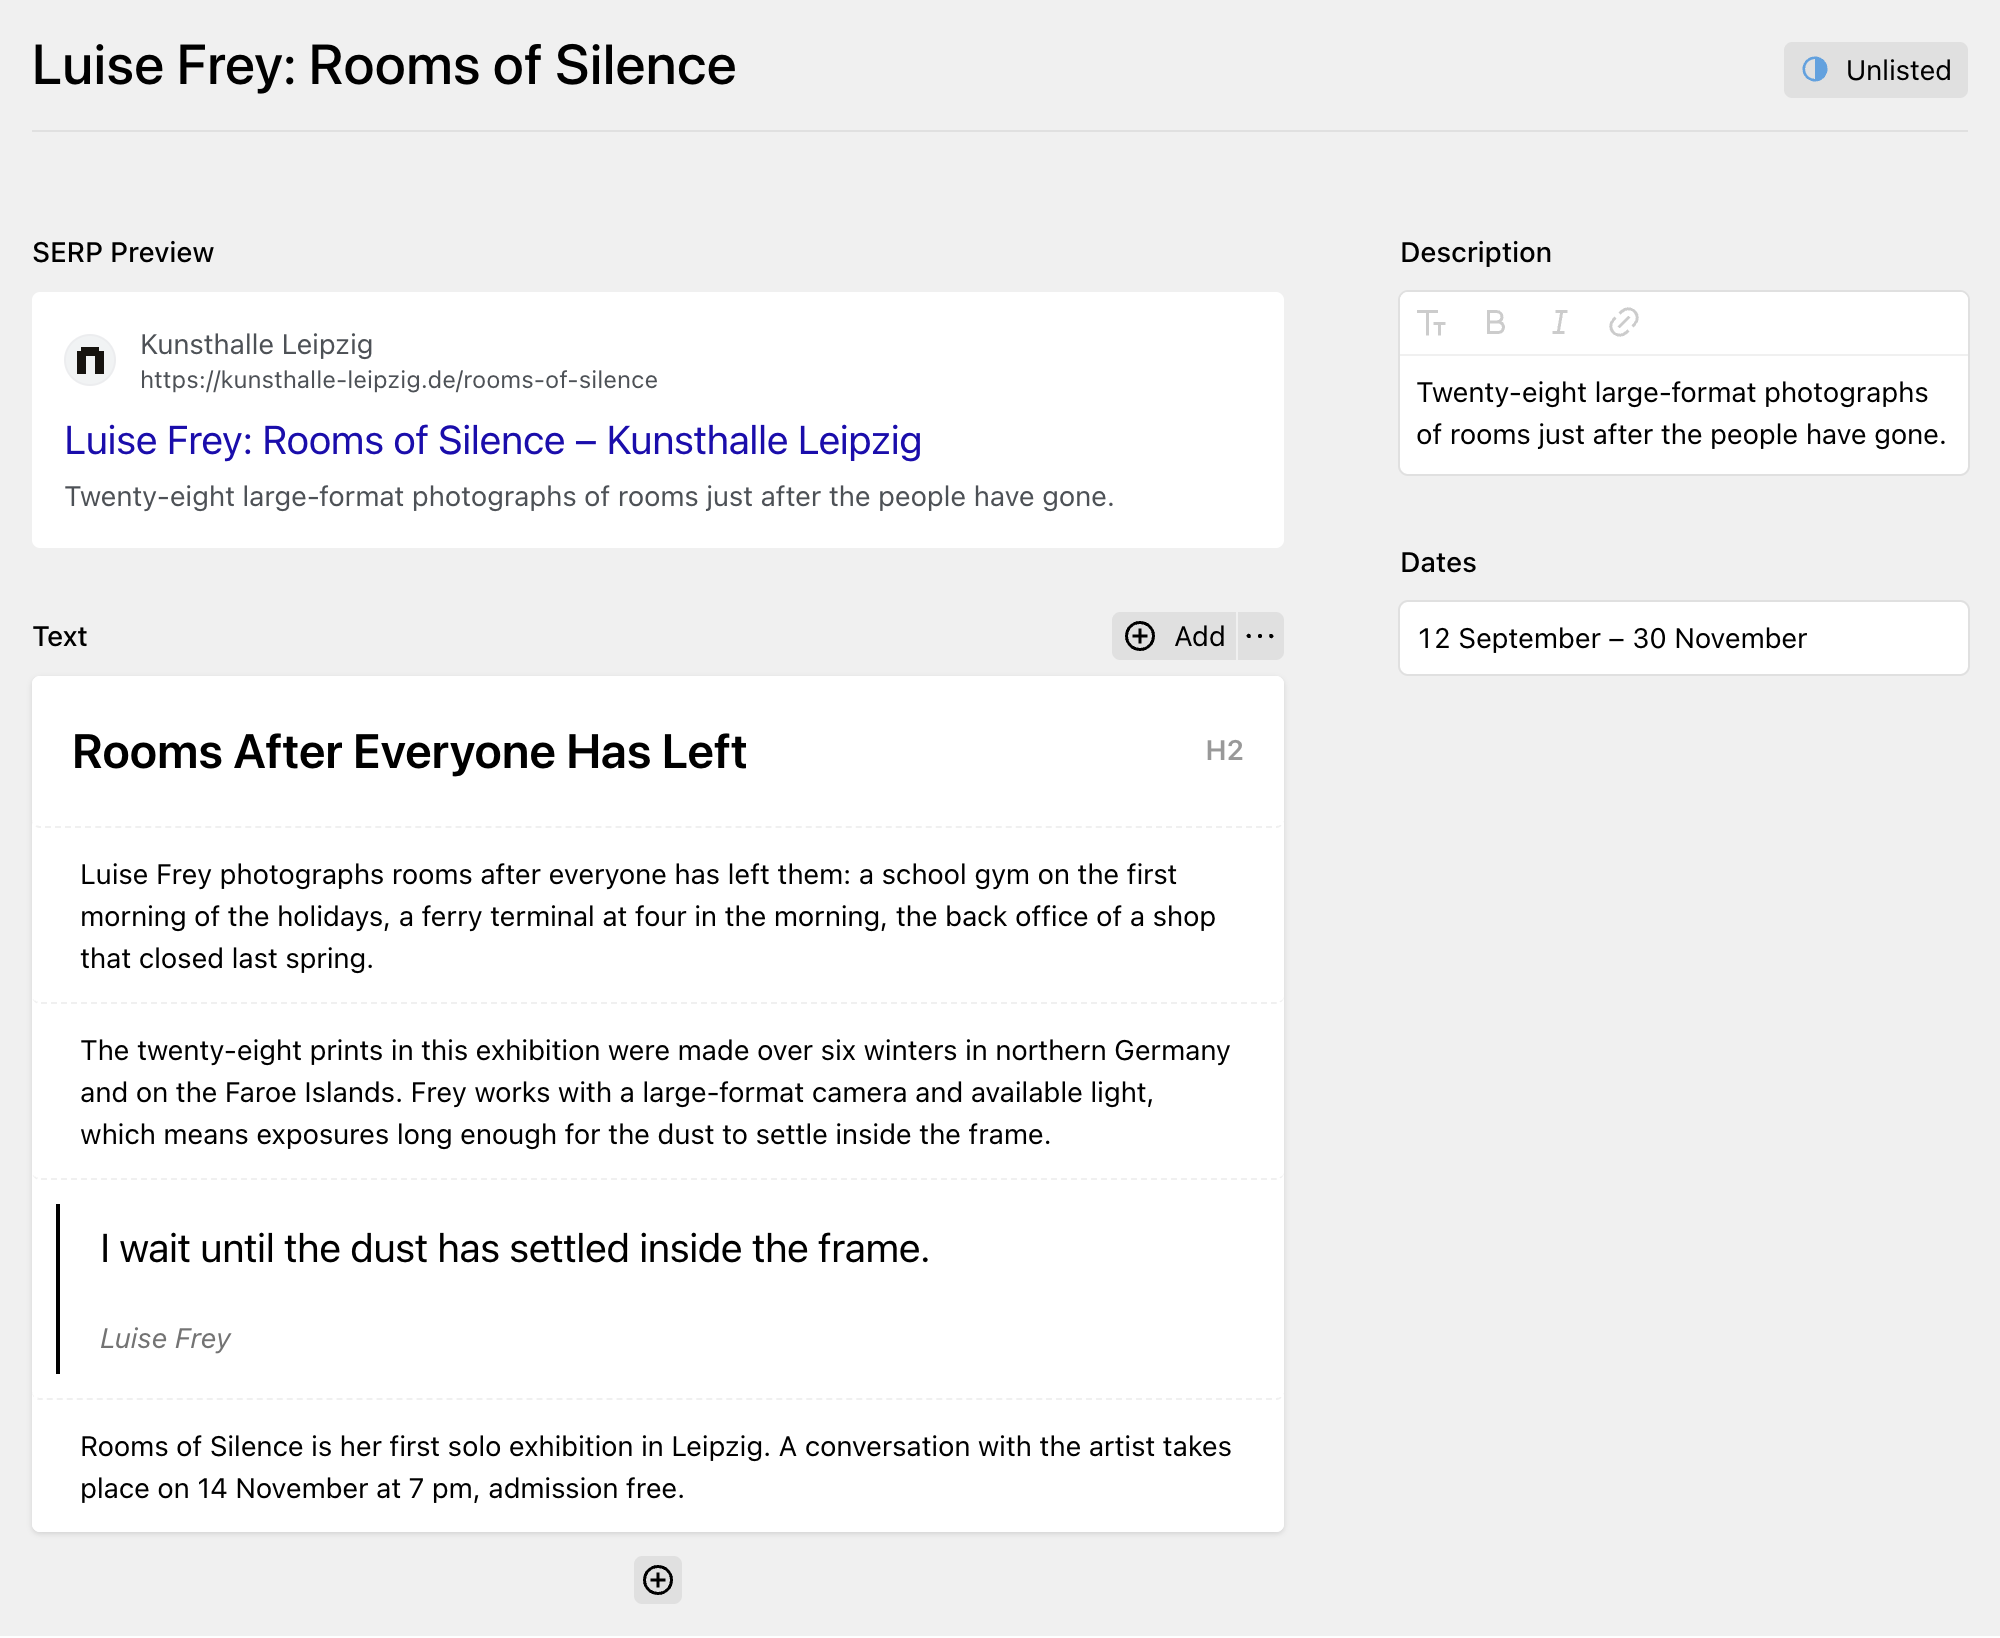 Luise Frey: Rooms of Silence
Unlisted
SERP Preview
Kunsthalle Leipzig
https://kunsthalle-leipzig.de/rooms-of-silence
Luise Frey: Rooms of Silence – Kunsthalle Leipzig
Twenty-eight large-format photographs of rooms just after the people have gone.
Text
Add
Rooms After Everyone Has Left
H2
Luise Frey photographs rooms after everyone has left them: a school gym on the first
morning of the holidays, a ferry terminal at four in the morning, the back office of a shop
that closed last spring.
The twenty-eight prints in this exhibition were made over six winters in northern Germany
and on the Faroe Islands. Frey works with a large-format camera and available light,
which means exposures long enough for the dust to settle inside the frame.
I wait until the dust has settled inside the frame.
Luise Frey
Rooms of Silence is her first solo exhibition in Leipzig. A conversation with the artist takes
place on 14 November at 7 pm, admission free.
Description
Twenty-eight large-format photographs
of rooms just after the people have gone.
Dates
12 September – 30 November